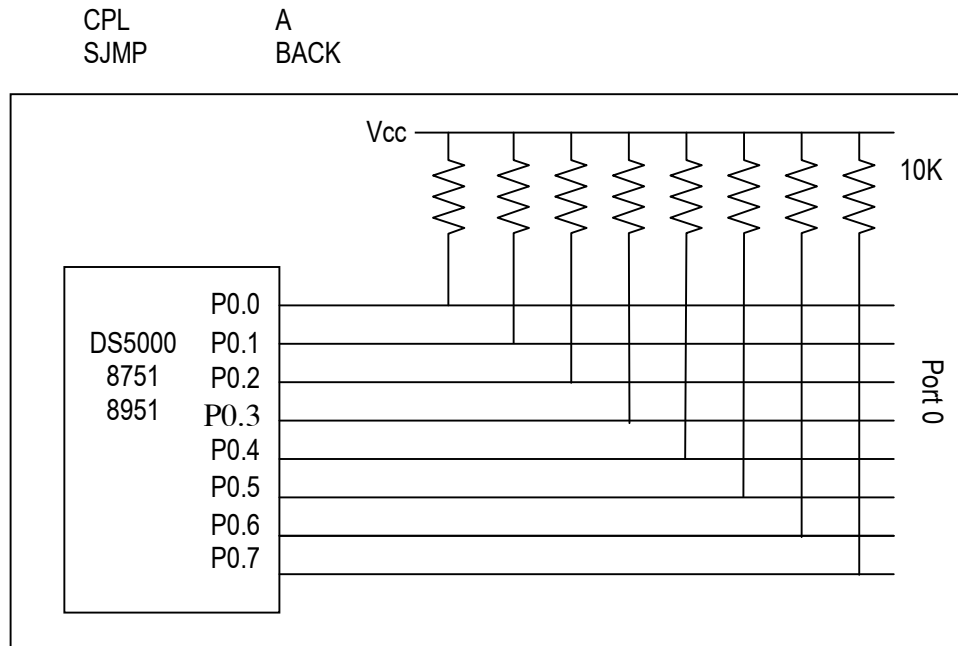 CPL A
SJMP BACK
Vcc
10K
P0.0
DS5000 P0.1
8751 P0.2
8951 P0.3
P0.4
P0.5
P0.6
P0.7
Port 0